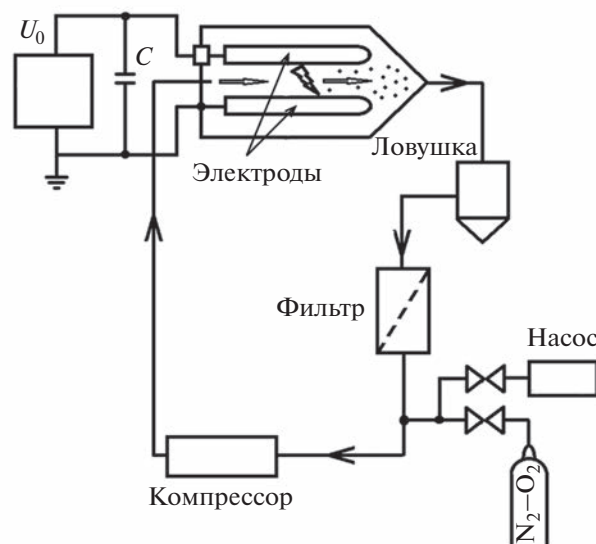 U₀
C
Электроды
Ловушка
Фильтр
Насос
Компрессор
N₂–O₂